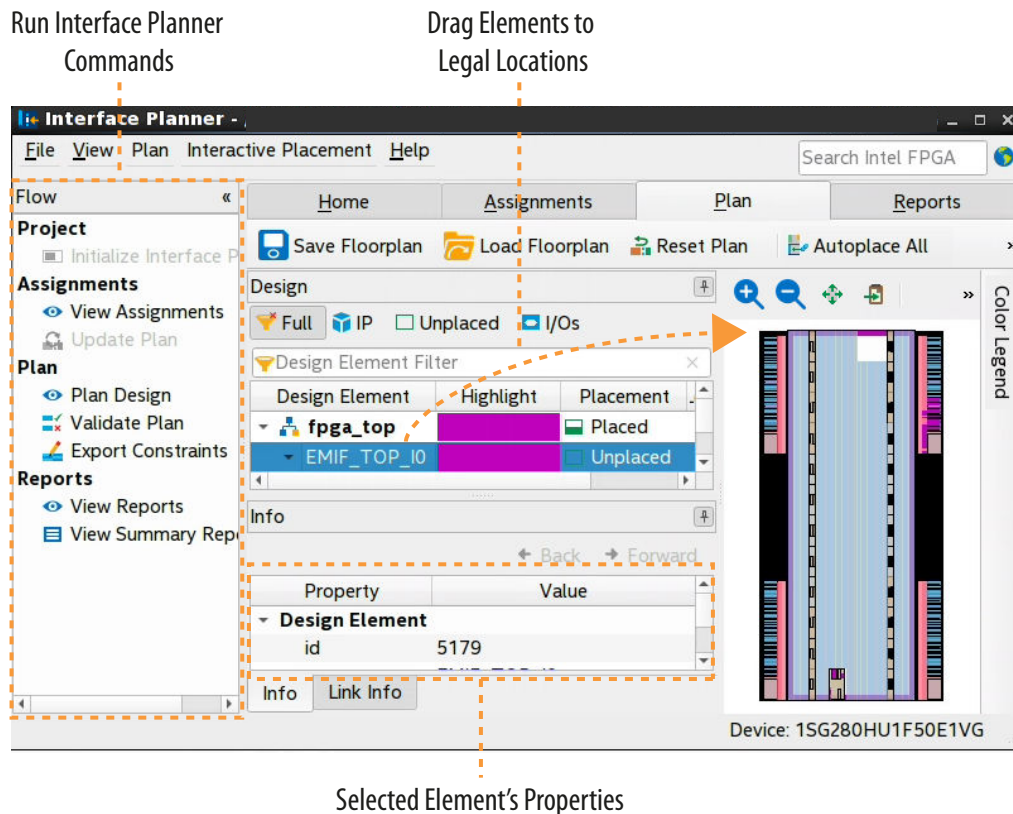 Run Interface Planner
Commands
Drag Elements to
Legal Locations
Interface Planner -
File View Plan Interactive Placement Help
Search Intel FPGA
Flow «
Home Assignments Plan Reports
Project
Initialize Interface P
Save Floorplan Load Floorplan Reset Plan Autoplace All »
Assignments
View Assignments
Update Plan
Plan
Plan Design
Validate Plan
Export Constraints
Reports
View Reports
View Summary Repo
Design
Full IP Unplaced I/Os
Design Element Filter
Design Element Highlight Placement
fpga_top Placed
EMIF_TOP_I0 Unplaced
Info
Back Forward
Property Value
Design Element
id 5179
Info Link Info
»
Color Legend
Device: 1SG280HU1F50E1VG
Selected Element's Properties